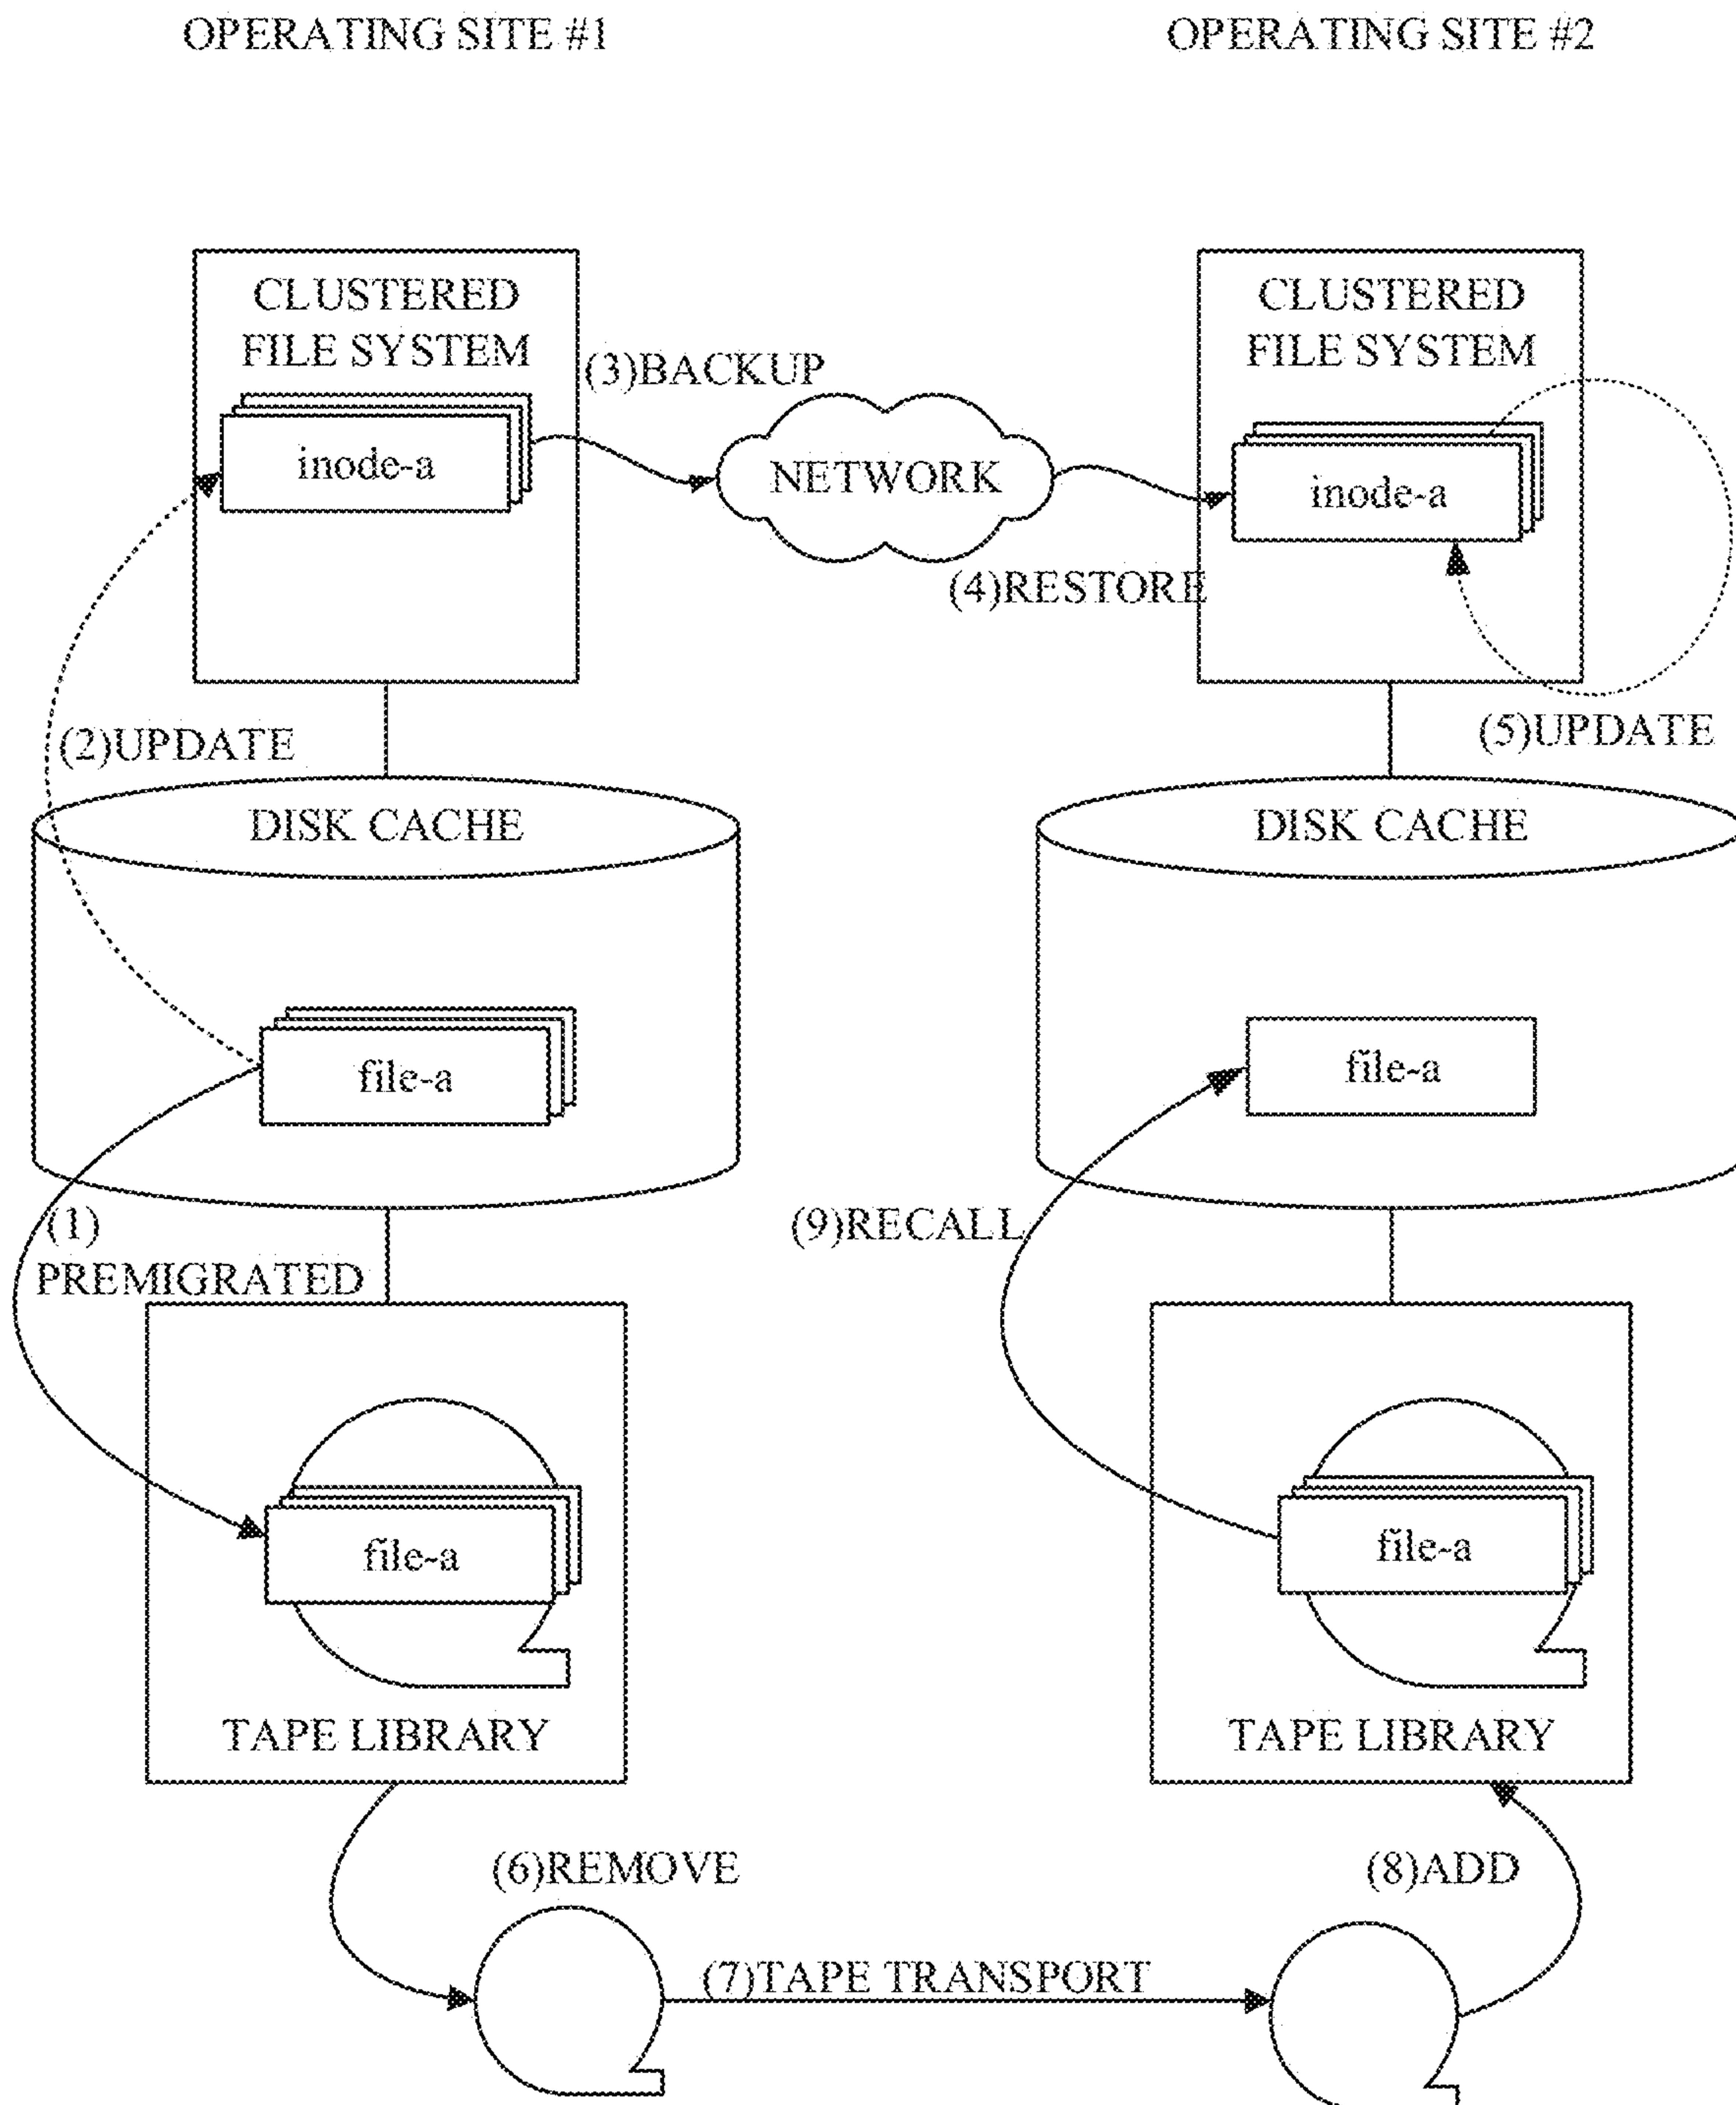 OPERATING SITE #1
OPERATING SITE #2
CLUSTERED
FILE SYSTEM
inode-a
(3)BACKUP
NETWORK
(4)RESTORE
CLUSTERED
FILE SYSTEM
inode-a
(2)UPDATE
(5)UPDATE
DISK CACHE
DISK CACHE
file-a
file-a
(1)
PREMIGRATED
(9)RECALL
file-a
file-a
TAPE LIBRARY
TAPE LIBRARY
(6)REMOVE
(8)ADD
(7)TAPE TRANSPORT